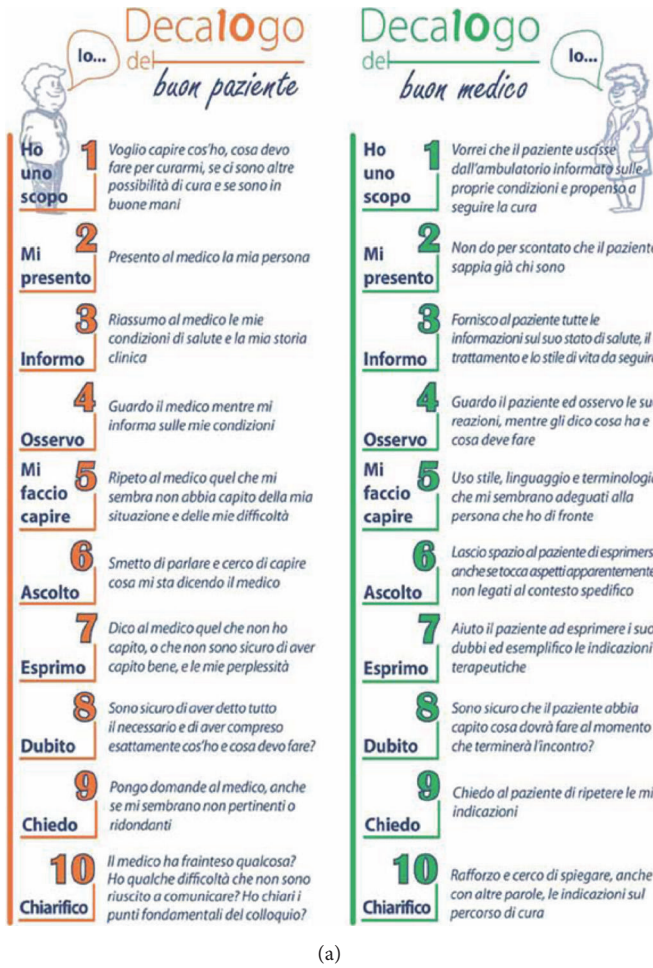 Decalogo
del
buon paziente
Io...
Ho
uno
scopo
1
Voglio capire cos'ho, cosa devo
fare per curarmi, se ci sono altre
possibilità di cura e se sono in
buone mani
Mi
presento
2
Presento al medico la mia persona
Informo
3
Riassumo al medico le mie
condizioni di salute e la mia storia
clinica
Osservo
4
Guardo il medico mentre mi
informa sulle mie condizioni
Mi
faccio
capire
5
Ripeto al medico quel che mi
sembra non abbia capito della mia
situazione e delle mie difficoltà
Ascolto
6
Smetto di parlare e cerco di capire
cosa mi sta dicendo il medico
Esprimo
7
Dico al medico quel che non ho
capito, o che non sono sicuro di aver
capito bene, e le mie perplessità
Dubito
8
Sono sicuro di aver detto tutto
il necessario e di aver compreso
esattamente cos'ho e cosa devo fare?
Chiedo
9
Pongo domande al medico, anche
se mi sembrano non pertinenti o
ridondanti
Chiarifico
10
Il medico ha frainteso qualcosa?
Ho qualche difficoltà che non sono
riuscito a comunicare? Ho chiari i
punti fondamentali del colloquio?
Decalogo
del
buon medico
Io...
Ho
uno
scopo
1
Vorrei che il paziente uscisse
dall'ambulatorio informato sulle
proprie condizioni e propenso a
seguire la cura
Mi
presento
2
Non do per scontato che il paziente
sappia già chi sono
Informo
3
Fornisco al paziente tutte le
informazioni sul suo stato di salute, il
trattamento e lo stile di vita da seguire
Osservo
4
Guardo il paziente ed osservo le su
reazioni, mentre gli dico cosa ha e
cosa deve fare
Mi
faccio
capire
5
Uso stile, linguaggio e terminologia
che mi sembrano adeguati alla
persona che ho di fronte
Ascolto
6
Lascio spazio al paziente di esprimers
anche se tocca aspetti apparentemente
non legati al contesto spedifico
Esprimo
7
Aiuto il paziente ad esprimere i suo
dubbi ed esemplifico le indicazioni
terapeutiche
Dubito
8
Sono sicuro che il paziente abbia
capito cosa dovrà fare al momento
che terminerà l'incontro?
Chiedo
9
Chiedo al paziente di ripetere le mi
indicazioni
Chiarifico
10
Rafforzo e cerco di spiegare, anche
con altre parole, le indicazioni sul
percorso di cura
(a)